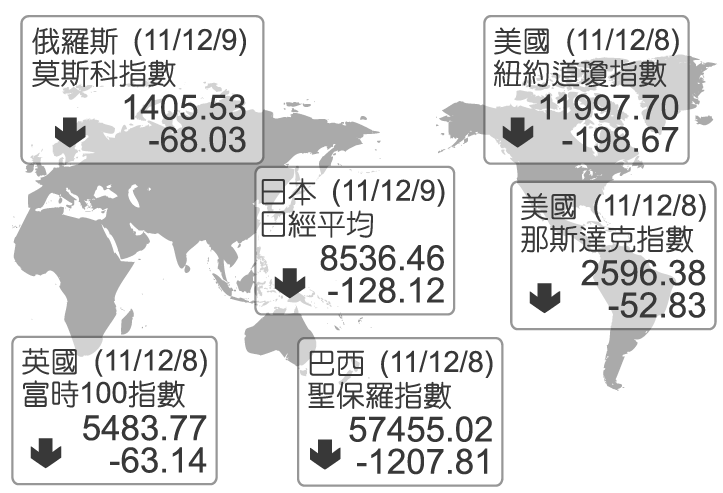 俄羅斯 (11/12/9)
莫斯科指數
1405.53
-68.03
美國 (11/12/8)
紐約道瓊指數
11997.70
-198.67
日本 (11/12/9)
日經平均
8536.46
-128.12
美國 (11/12/8)
那斯達克指數
2596.38
-52.83
英國 (11/12/8)
富時100指數
5483.77
-63.14
巴西 (11/12/8)
聖保羅指數
57455.02
-1207.81